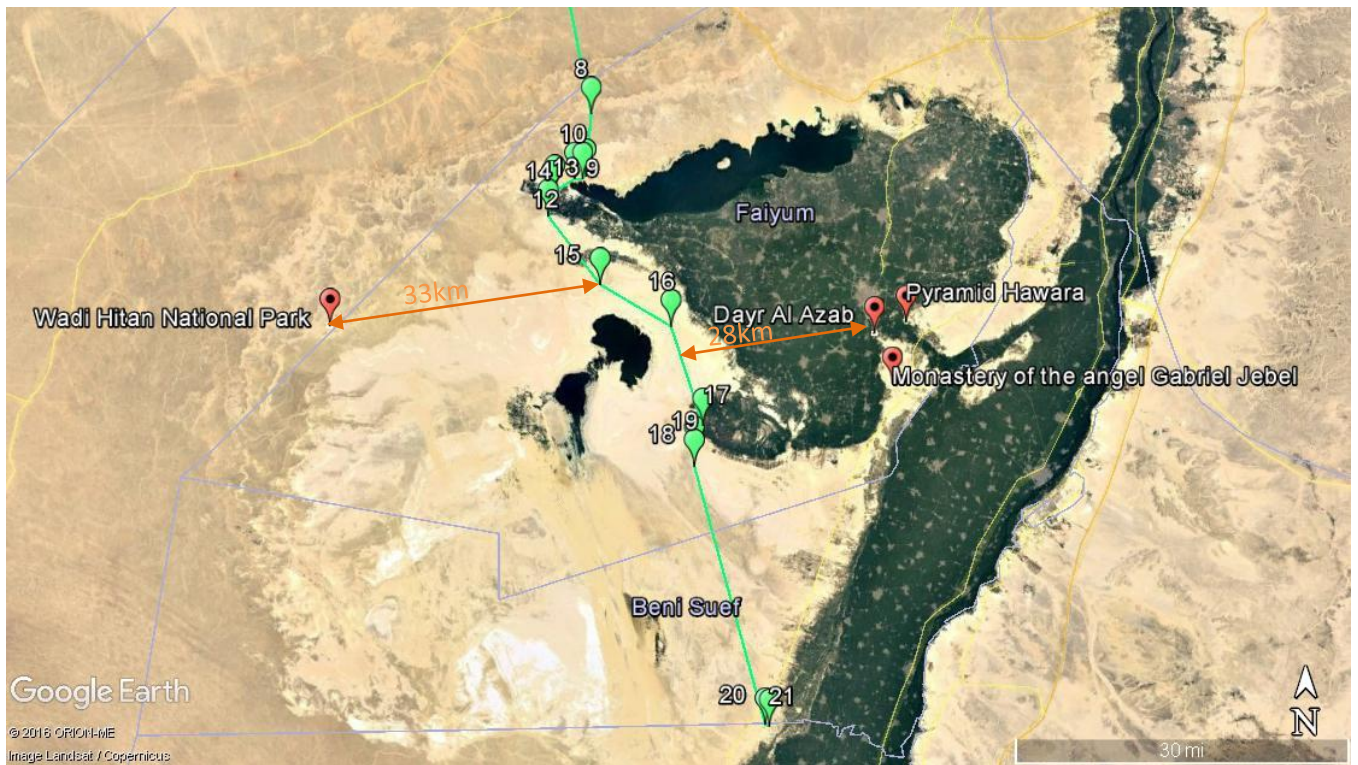 8
10
14
13
9
12
Faiyum
15
16
33km
Pyramid Hawara
Wadi Hitan National Park
Dayr Al Azab
28km
Monastery of the angel Gabriel Jebel
17
19
18
Beni Suef
Google Earth
20
21
N
© 2016 ORION-ME
Image Landsat / Copernicus
30 mi